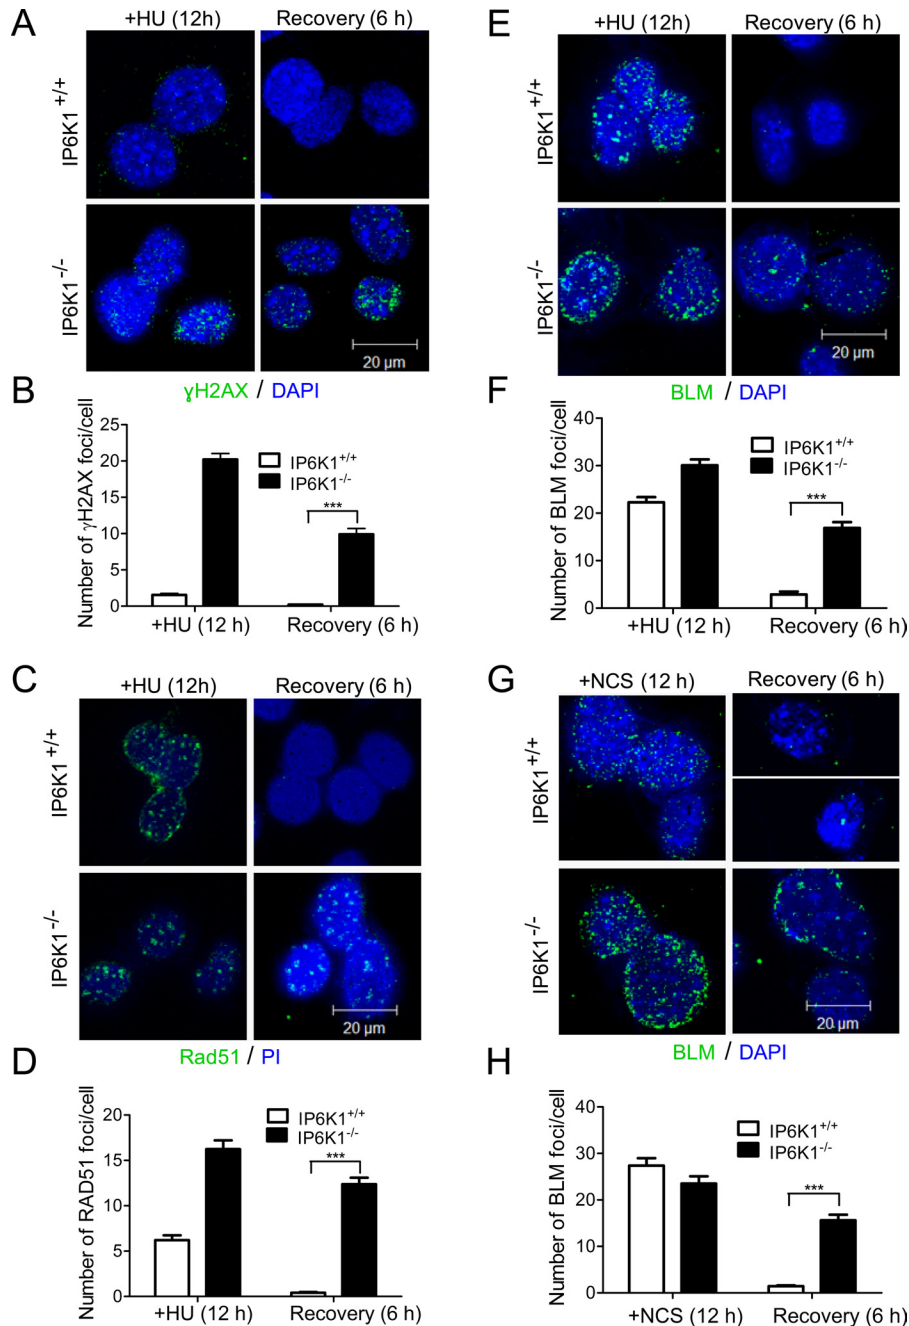 A
+HU (12h)
Recovery (6 h)
IP6K1+/+
IP6K1-/-
20 µm
γH2AX / DAPI
B
Number of γH2AX foci/cell
25
20
15
10
5
0
IP6K1+/+
IP6K1-/-
***
+HU (12 h)
Recovery (6 h)
C
+HU (12h)
Recovery (6 h)
IP6K1+/+
IP6K1-/-
20 µm
Rad51 / PI
D
Number of RAD51 foci/cell
20
15
10
5
0
IP6K1+/+
IP6K1-/-
***
+HU (12 h)
Recovery (6 h)
E
+HU (12h)
Recovery (6 h)
IP6K1+/+
IP6K1-/-
20 µm
BLM / DAPI
F
Number of BLM foci/cell
40
30
20
10
0
IP6K1+/+
IP6K1-/-
***
+HU (12 h)
Recovery (6 h)
G
+NCS (12 h)
Recovery (6 h)
IP6K1+/+
IP6K1-/-
20 µm
BLM / DAPI
H
Number of BLM foci/cell
40
30
20
10
0
IP6K1+/+
IP6K1-/-
***
+NCS (12 h)
Recovery (6 h)